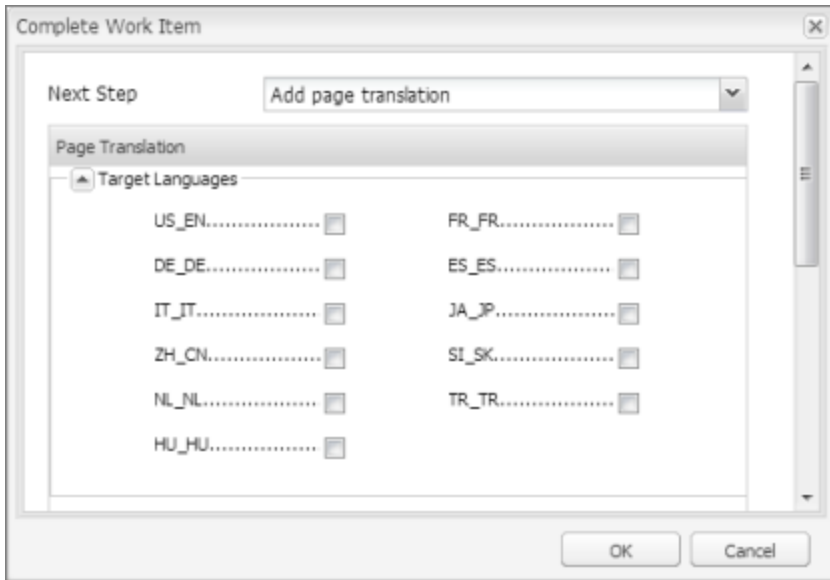 Complete Work Item
Next Step Add page translation
Page Translation
Target Languages
US_EN................... FR_FR...................
DE_DE................... ES_ES...................
IT_IT................... JA_JP...................
ZH_CN................... SI_SK...................
NL_NL................... TR_TR...................
HU_HU...................
OK Cancel